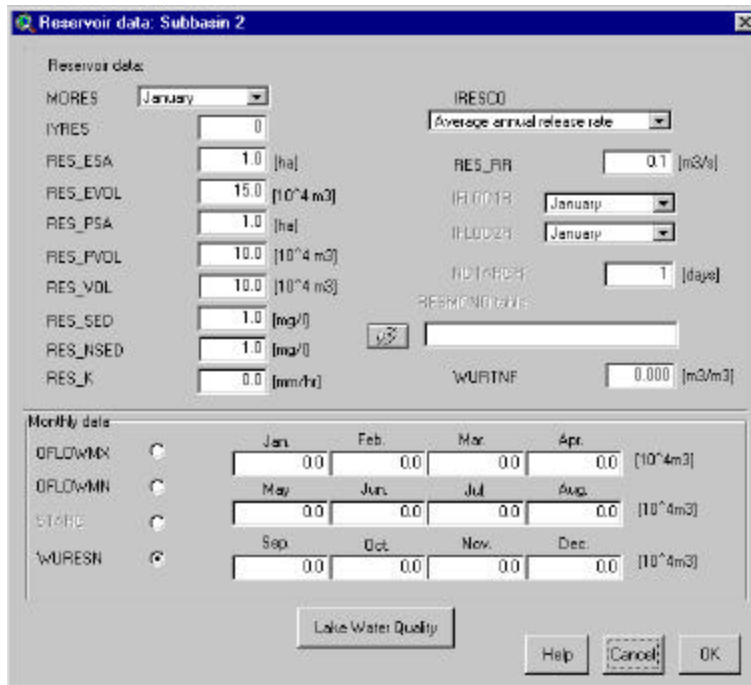 Reservoir data: Subbasin 2
Reservoir data:
MORES January
IYRES 0
RES_ESA 1.0 [ha]
RES_EVOL 15.0 [10^4 m3]
RES_PSA 1.0 [ha]
RES_PVOL 10.0 [10^4 m3]
RES_VOL 10.0 [10^4 m3]
RES_SED 1.0 [mg/l]
RES_NSED 1.0 [mg/l]
RES_K 0.0 [mm/hr]
IRESCO
Average annual release rate
RES_RR 0.1 [m3/s]
IFLOD1R January
IFLOD2R January
NDTARGR 1 [days]
RESMONO table
WURTNF 0.000 [m3/m3]
Monthly data
OFLOWMX
OFLOWMN
STARG
WURESN
Jan. Feb. Mar. Apr.
0.0 0.0 0.0 0.0 [10^4m3]
May Jun. Jul Aug.
0.0 0.0 0.0 0.0 [10^4m3]
Sep. Oct. Nov. Dec.
0.0 0.0 0.0 0.0 [10^4m3]
Lake Water Quality
Help Cancel OK